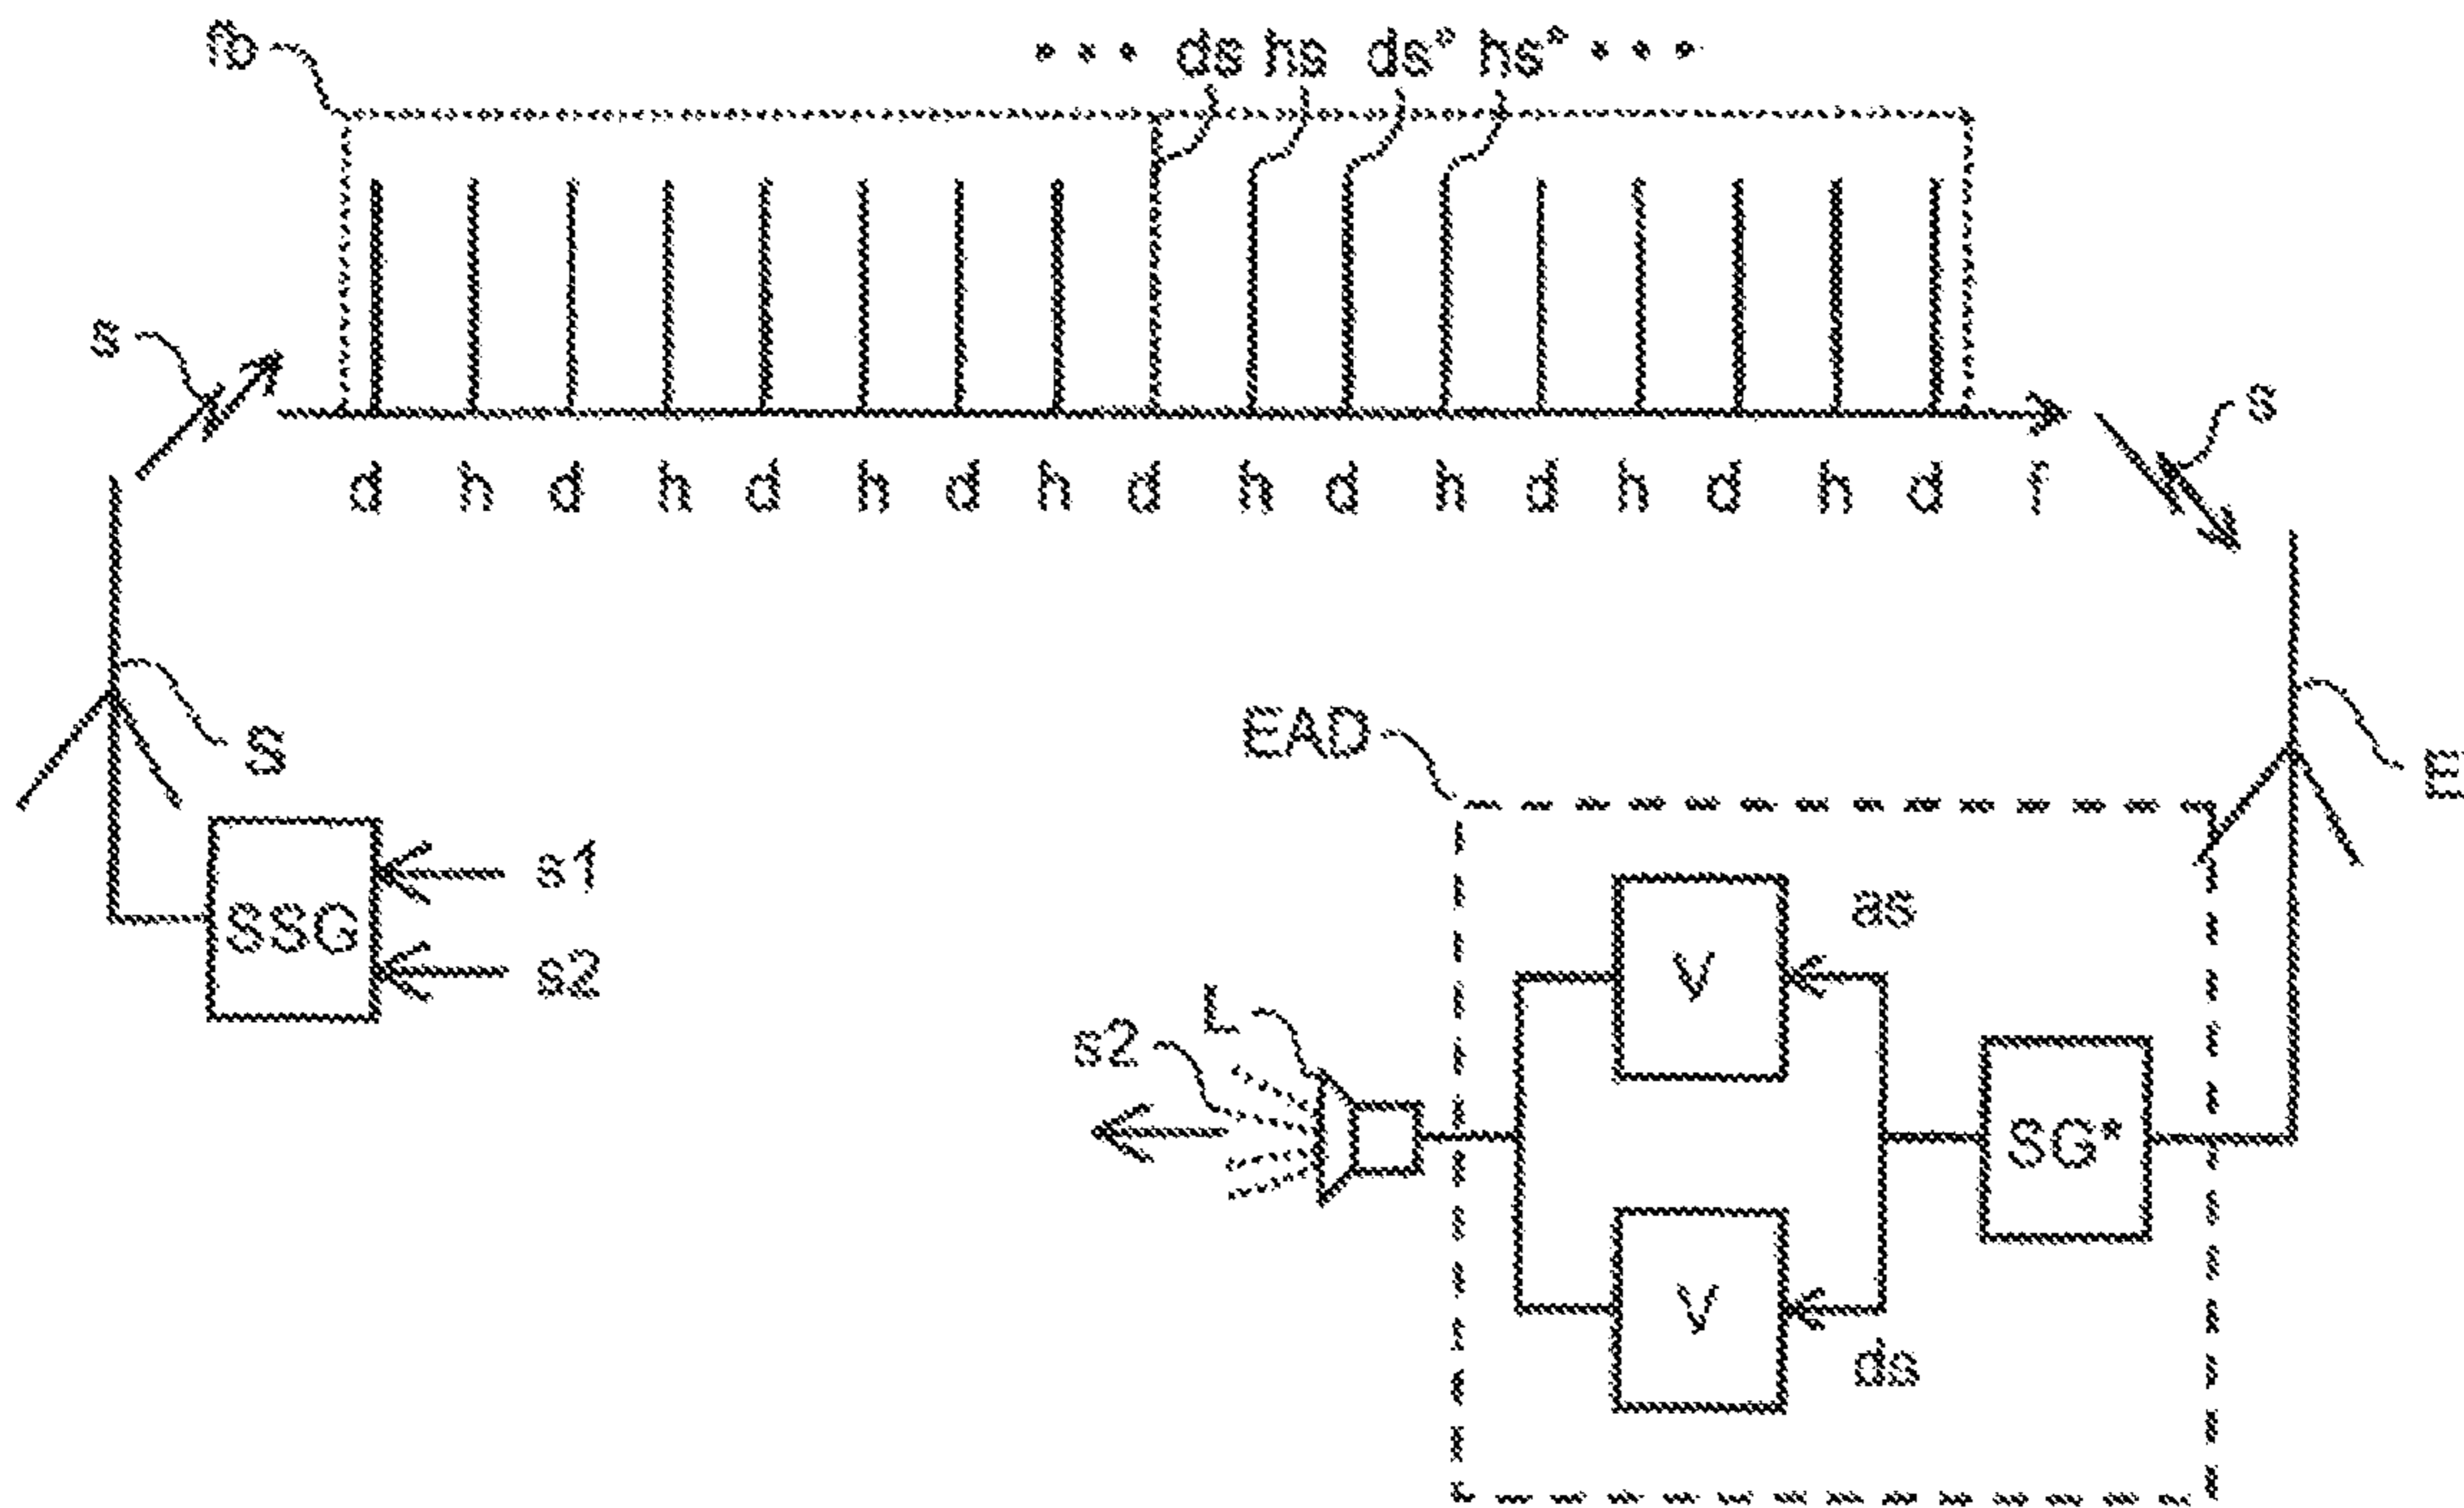 fb
• • • ds hs ds° hs° • • •
s
s
d h d h d h d h d h d h d h d h d f
S
EAD
E
SSG
s1
s2
V
as
L
s2
SG*
V
ds